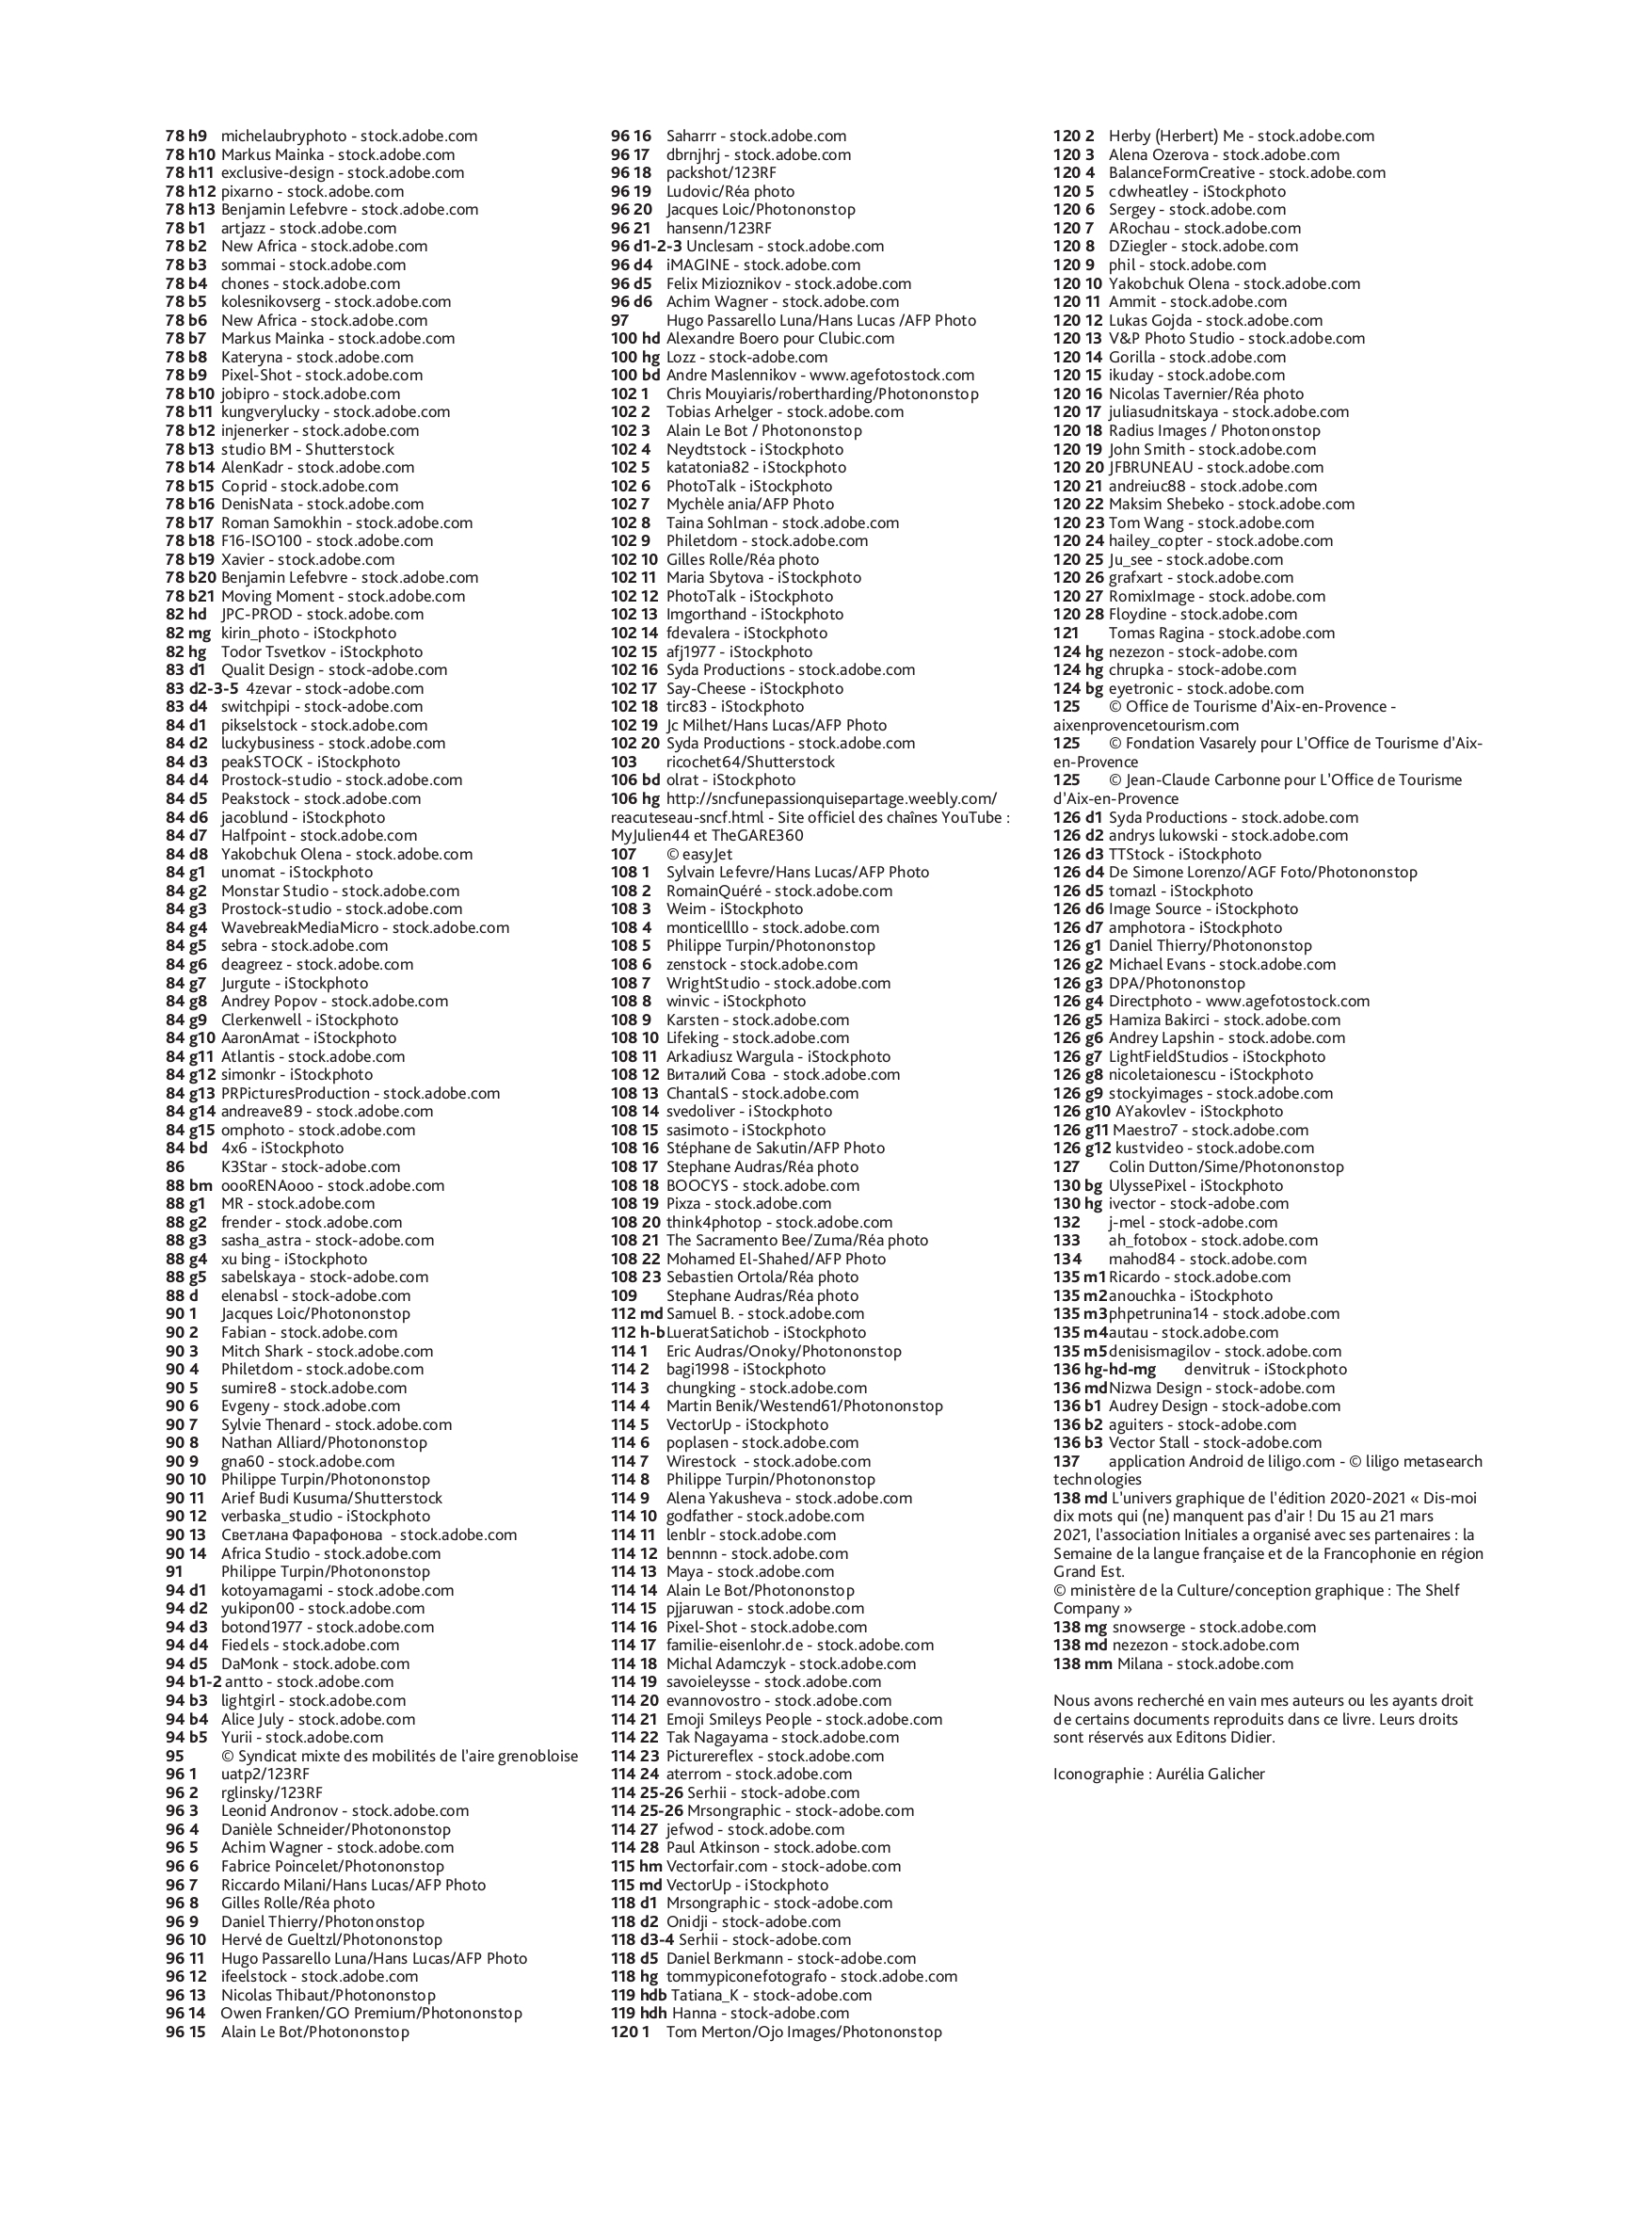 78 h9 michelaubryphoto - stock.adobe.com
78 h10 Markus Mainka - stock.adobe.com
78 h11 exclusive-design - stock.adobe.com
78 h12 pixarno - stock.adobe.com
78 h13 Benjamin Lefebvre - stock.adobe.com
78 b1 artjazz - stock.adobe.com
78 b2 New Africa - stock.adobe.com
78 b3 sommai - stock.adobe.com
78 b4 chones - stock.adobe.com
78 b5 kolesnikovserg - stock.adobe.com
78 b6 New Africa - stock.adobe.com
78 b7 Markus Mainka - stock.adobe.com
78 b8 Kateryna - stock.adobe.com
78 b9 Pixel-Shot - stock.adobe.com
78 b10 jobipro - stock.adobe.com
78 b11 kungverylucky - stock.adobe.com
78 b12 injenerker - stock.adobe.com
78 b13 studio BM - Shutterstock
78 b14 AlenKadr - stock.adobe.com
78 b15 Coprid - stock.adobe.com
78 b16 DenisNata - stock.adobe.com
78 b17 Roman Samokhin - stock.adobe.com
78 b18 F16-ISO100 - stock.adobe.com
78 b19 Xavier - stock.adobe.com
78 b20 Benjamin Lefebvre - stock.adobe.com
78 b21 Moving Moment - stock.adobe.com
82 hd JPC-PROD - stock.adobe.com
82 mg kirin_photo - iStockphoto
82 hg Todor Tsvetkov - iStockphoto
83 d1 Qualit Design - stock-adobe.com
83 d2-3-5 4zevar - stock-adobe.com
83 d4 switchpipi - stock-adobe.com
84 d1 pikselstock - stock.adobe.com
84 d2 luckybusiness - stock.adobe.com
84 d3 peakSTOCK - iStockphoto
84 d4 Prostock-studio - stock.adobe.com
84 d5 Peakstock - stock.adobe.com
84 d6 jacoblund - iStockphoto
84 d7 Halfpoint - stock.adobe.com
84 d8 Yakobchuk Olena - stock.adobe.com
84 g1 unomat - iStockphoto
84 g2 Monstar Studio - stock.adobe.com
84 g3 Prostock-studio - stock.adobe.com
84 g4 WavebreakMediaMicro - stock.adobe.com
84 g5 sebra - stock.adobe.com
84 g6 deagreez - stock.adobe.com
84 g7 Jurgute - iStockphoto
84 g8 Andrey Popov - stock.adobe.com
84 g9 Clerkenwell - iStockphoto
84 g10 AaronAmat - iStockphoto
84 g11 Atlantis - stock.adobe.com
84 g12 simonkr - iStockphoto
84 g13 PRPicturesProduction - stock.adobe.com
84 g14 andreave89 - stock.adobe.com
84 g15 omphoto - stock.adobe.com
84 bd 4x6 - iStockphoto
86 K3Star - stock-adobe.com
88 bm oooRENAooo - stock.adobe.com
88 g1 MR - stock.adobe.com
88 g2 frender - stock.adobe.com
88 g3 sasha_astra - stock-adobe.com
88 g4 xu bing - iStockphoto
88 g5 sabelskaya - stock-adobe.com
88 d elenabsl - stock-adobe.com
90 1 Jacques Loic/Photononstop
90 2 Fabian - stock.adobe.com
90 3 Mitch Shark - stock.adobe.com
90 4 Philetdom - stock.adobe.com
90 5 sumire8 - stock.adobe.com
90 6 Evgeny - stock.adobe.com
90 7 Sylvie Thenard - stock.adobe.com
90 8 Nathan Alliard/Photononstop
90 9 gna60 - stock.adobe.com
90 10 Philippe Turpin/Photononstop
90 11 Arief Budi Kusuma/Shutterstock
90 12 verbaska_studio - iStockphoto
90 13 Светлана Фарафонова - stock.adobe.com
90 14 Africa Studio - stock.adobe.com
91 Philippe Turpin/Photononstop
94 d1 kotoyamagami - stock.adobe.com
94 d2 yukipon00 - stock.adobe.com
94 d3 botond1977 - stock.adobe.com
94 d4 Fiedels - stock.adobe.com
94 d5 DaMonk - stock.adobe.com
94 b1-2 antto - stock.adobe.com
94 b3 lightgirl - stock.adobe.com
94 b4 Alice July - stock.adobe.com
94 b5 Yurii - stock.adobe.com
95 © Syndicat mixte des mobilités de l'aire grenobloise
96 1 uatp2/123RF
96 2 rglinsky/123RF
96 3 Leonid Andronov - stock.adobe.com
96 4 Danièle Schneider/Photononstop
96 5 Achim Wagner - stock.adobe.com
96 6 Fabrice Poincelet/Photononstop
96 7 Riccardo Milani/Hans Lucas/AFP Photo
96 8 Gilles Rolle/Réa photo
96 9 Daniel Thierry/Photononstop
96 10 Hervé de Gueltzl/Photononstop
96 11 Hugo Passarello Luna/Hans Lucas/AFP Photo
96 12 ifeelstock - stock.adobe.com
96 13 Nicolas Thibaut/Photononstop
96 14 Owen Franken/GO Premium/Photononstop
96 15 Alain Le Bot/Photononstop
96 16 Saharrr - stock.adobe.com
96 17 dbrnjhrj - stock.adobe.com
96 18 packshot/123RF
96 19 Ludovic/Réa photo
96 20 Jacques Loic/Photononstop
96 21 hansenn/123RF
96 d1-2-3 Unclesam - stock.adobe.com
96 d4 iMAGINE - stock.adobe.com
96 d5 Felix Mizioznikov - stock.adobe.com
96 d6 Achim Wagner - stock.adobe.com
97 Hugo Passarello Luna/Hans Lucas /AFP Photo
100 hd Alexandre Boero pour Clubic.com
100 hg Lozz - stock-adobe.com
100 bd Andre Maslennikov - www.agefotostock.com
102 1 Chris Mouyiaris/robertharding/Photononstop
102 2 Tobias Arhelger - stock.adobe.com
102 3 Alain Le Bot / Photononstop
102 4 Neydtstock - iStockphoto
102 5 katatonia82 - iStockphoto
102 6 PhotoTalk - iStockphoto
102 7 Mychèle ania/AFP Photo
102 8 Taina Sohlman - stock.adobe.com
102 9 Philetdom - stock.adobe.com
102 10 Gilles Rolle/Réa photo
102 11 Maria Sbytova - iStockphoto
102 12 PhotoTalk - iStockphoto
102 13 Imgorthand - iStockphoto
102 14 fdevalera - iStockphoto
102 15 afj1977 - iStockphoto
102 16 Syda Productions - stock.adobe.com
102 17 Say-Cheese - iStockphoto
102 18 tirc83 - iStockphoto
102 19 Jc Milhet/Hans Lucas/AFP Photo
102 20 Syda Productions - stock.adobe.com
103 ricochet64/Shutterstock
106 bd olrat - iStockphoto
106 hg http://sncfunepassionquisepartage.weebly.com/
reacuteseau-sncf.html - Site officiel des chaînes YouTube :
MyJulien44 et TheGARE360
107 © easyJet
108 1 Sylvain Lefevre/Hans Lucas/AFP Photo
108 2 RomainQuéré - stock.adobe.com
108 3 Weim - iStockphoto
108 4 monticellllo - stock.adobe.com
108 5 Philippe Turpin/Photononstop
108 6 zenstock - stock.adobe.com
108 7 WrightStudio - stock.adobe.com
108 8 winvic - iStockphoto
108 9 Karsten - stock.adobe.com
108 10 Lifeking - stock.adobe.com
108 11 Arkadiusz Wargula - iStockphoto
108 12 Виталий Сова - stock.adobe.com
108 13 ChantalS - stock.adobe.com
108 14 svedoliver - iStockphoto
108 15 sasimoto - iStockphoto
108 16 Stéphane de Sakutin/AFP Photo
108 17 Stephane Audras/Réa photo
108 18 BOOCYS - stock.adobe.com
108 19 Pixza - stock.adobe.com
108 20 think4photop - stock.adobe.com
108 21 The Sacramento Bee/Zuma/Réa photo
108 22 Mohamed El-Shahed/AFP Photo
108 23 Sebastien Ortola/Réa photo
109 Stephane Audras/Réa photo
112 md Samuel B. - stock.adobe.com
112 h-b LueratSatichob - iStockphoto
114 1 Eric Audras/Onoky/Photononstop
114 2 bagi1998 - iStockphoto
114 3 chungking - stock.adobe.com
114 4 Martin Benik/Westend61/Photononstop
114 5 VectorUp - iStockphoto
114 6 poplasen - stock.adobe.com
114 7 Wirestock - stock.adobe.com
114 8 Philippe Turpin/Photononstop
114 9 Alena Yakusheva - stock.adobe.com
114 10 godfather - stock.adobe.com
114 11 lenblr - stock.adobe.com
114 12 bennnn - stock.adobe.com
114 13 Maya - stock.adobe.com
114 14 Alain Le Bot/Photononstop
114 15 pjjaruwan - stock.adobe.com
114 16 Pixel-Shot - stock.adobe.com
114 17 familie-eisenlohr.de - stock.adobe.com
114 18 Michal Adamczyk - stock.adobe.com
114 19 savoieleysse - stock.adobe.com
114 20 evannovostro - stock.adobe.com
114 21 Emoji Smileys People - stock.adobe.com
114 22 Tak Nagayama - stock.adobe.com
114 23 Picturereflex - stock.adobe.com
114 24 aterrom - stock.adobe.com
114 25-26 Serhii - stock-adobe.com
114 25-26 Mrsongraphic - stock-adobe.com
114 27 jefwod - stock.adobe.com
114 28 Paul Atkinson - stock.adobe.com
115 hm Vectorfair.com - stock-adobe.com
115 md VectorUp - iStockphoto
118 d1 Mrsongraphic - stock-adobe.com
118 d2 Onidji - stock-adobe.com
118 d3-4 Serhii - stock-adobe.com
118 d5 Daniel Berkmann - stock-adobe.com
118 hg tommypiconefotografo - stock.adobe.com
119 hdb Tatiana_K - stock-adobe.com
119 hdh Hanna - stock-adobe.com
120 1 Tom Merton/Ojo Images/Photononstop
120 2 Herby (Herbert) Me - stock.adobe.com
120 3 Alena Ozerova - stock.adobe.com
120 4 BalanceFormCreative - stock.adobe.com
120 5 cdwheatley - iStockphoto
120 6 Sergey - stock.adobe.com
120 7 ARochau - stock.adobe.com
120 8 DZiegler - stock.adobe.com
120 9 phil - stock.adobe.com
120 10 Yakobchuk Olena - stock.adobe.com
120 11 Ammit - stock.adobe.com
120 12 Lukas Gojda - stock.adobe.com
120 13 V&P Photo Studio - stock.adobe.com
120 14 Gorilla - stock.adobe.com
120 15 ikuday - stock.adobe.com
120 16 Nicolas Tavernier/Réa photo
120 17 juliasudnitskaya - stock.adobe.com
120 18 Radius Images / Photononstop
120 19 John Smith - stock.adobe.com
120 20 JFBRUNEAU - stock.adobe.com
120 21 andreiuc88 - stock.adobe.com
120 22 Maksim Shebeko - stock.adobe.com
120 23 Tom Wang - stock.adobe.com
120 24 hailey_copter - stock.adobe.com
120 25 Ju_see - stock.adobe.com
120 26 grafxart - stock.adobe.com
120 27 RomixImage - stock.adobe.com
120 28 Floydine - stock.adobe.com
121 Tomas Ragina - stock.adobe.com
124 hg nezezon - stock-adobe.com
124 hg chrupka - stock-adobe.com
124 bg eyetronic - stock.adobe.com
125 © Office de Tourisme d'Aix-en-Provence -
aixenprovencetourism.com
125 © Fondation Vasarely pour L'Office de Tourisme d'Aix-
en-Provence
125 © Jean-Claude Carbonne pour L'Office de Tourisme
d'Aix-en-Provence
126 d1 Syda Productions - stock.adobe.com
126 d2 andrys lukowski - stock.adobe.com
126 d3 TTStock - iStockphoto
126 d4 De Simone Lorenzo/AGF Foto/Photononstop
126 d5 tomazl - iStockphoto
126 d6 Image Source - iStockphoto
126 d7 amphotora - iStockphoto
126 g1 Daniel Thierry/Photononstop
126 g2 Michael Evans - stock.adobe.com
126 g3 DPA/Photononstop
126 g4 Directphoto - www.agefotostock.com
126 g5 Hamiza Bakirci - stock.adobe.com
126 g6 Andrey Lapshin - stock.adobe.com
126 g7 LightFieldStudios - iStockphoto
126 g8 nicoletaionescu - iStockphoto
126 g9 stockyimages - stock.adobe.com
126 g10 AYakovlev - iStockphoto
126 g11 Maestro7 - stock.adobe.com
126 g12 kustvideo - stock.adobe.com
127 Colin Dutton/Sime/Photononstop
130 bg UlyssePixel - iStockphoto
130 hg ivector - stock-adobe.com
132 j-mel - stock-adobe.com
133 ah_fotobox - stock.adobe.com
134 mahod84 - stock.adobe.com
135 m1 Ricardo - stock.adobe.com
135 m2 anouchka - iStockphoto
135 m3 phpetrunina14 - stock.adobe.com
135 m4 autau - stock.adobe.com
135 m5 denisismagilov - stock.adobe.com
136 hg-hd-mg denvitruk - iStockphoto
136 md Nizwa Design - stock-adobe.com
136 b1 Audrey Design - stock-adobe.com
136 b2 aguiters - stock-adobe.com
136 b3 Vector Stall - stock-adobe.com
137 application Android de liligo.com - © liligo metasearch
technologies
138 md L'univers graphique de l'édition 2020-2021 « Dis-moi
dix mots qui (ne) manquent pas d'air ! Du 15 au 21 mars
2021, l'association Initiales a organisé avec ses partenaires : la
Semaine de la langue française et de la Francophonie en région
Grand Est.
© ministère de la Culture/conception graphique : The Shelf
Company »
138 mg snowserge - stock.adobe.com
138 md nezezon - stock.adobe.com
138 mm Milana - stock.adobe.com
Nous avons recherché en vain mes auteurs ou les ayants droit
de certains documents reproduits dans ce livre. Leurs droits
sont réservés aux Editons Didier.
Iconographie : Aurélia Galicher